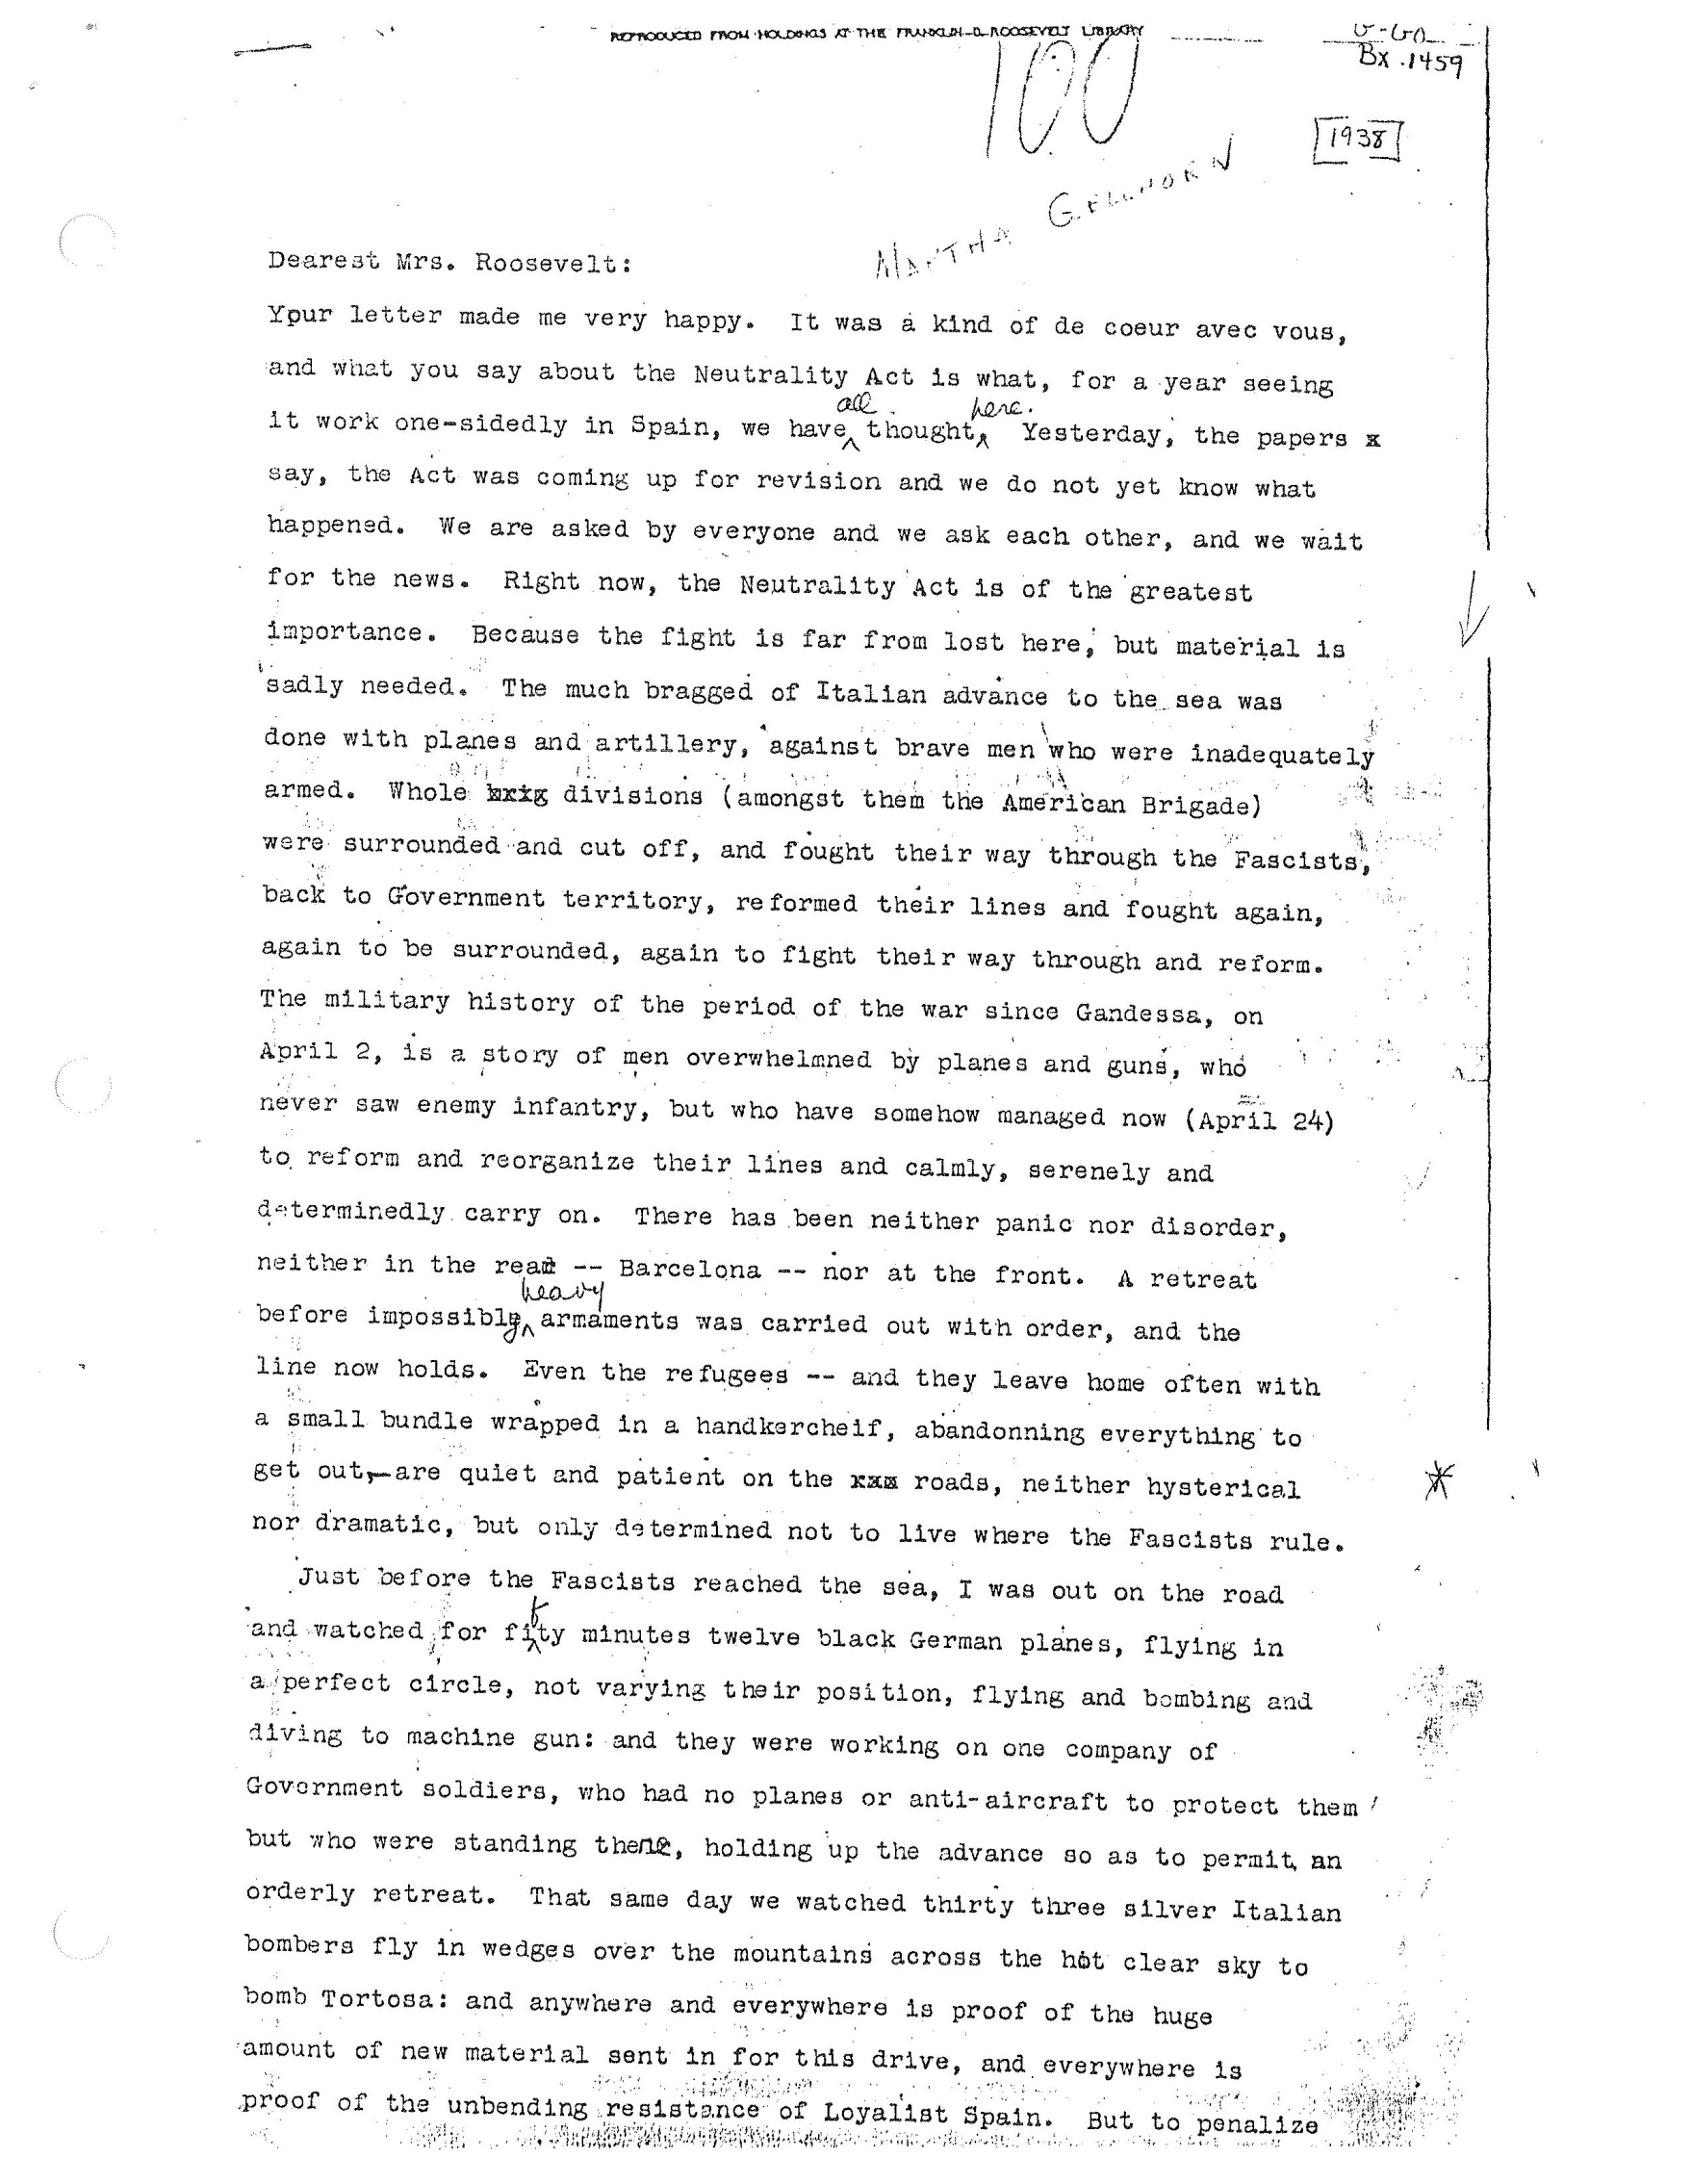 REPRODUCED FROM HOLDINGS AT THE FRANKLIN D. ROOSEVELT LIBRARY
Bx. 1459
100
[1938]
MARTHA GELLHORN
Dearest Mrs. Roosevelt:
Ypur letter made me very happy. It was a kind of de coeur avec vous,
and what you say about the Neutrality Act is what, for a year seeing
all here.
it work one-sidedly in Spain, we have thought, Yesterday, the papers x
say, the Act was coming up for revision and we do not yet know what
happened. We are asked by everyone and we ask each other, and we wait
for the news. Right now, the Neutrality Act is of the greatest
importance. Because the fight is far from lost here, but material is
sadly needed. The much bragged of Italian advance to the sea was
done with planes and artillery, against brave men who were inadequately
armed. Whole brig divisions (amongst them the American Brigade)
were surrounded and cut off, and fought their way through the Fascists,
back to Government territory, reformed their lines and fought again,
again to be surrounded, again to fight their way through and reform.
The military history of the period of the war since Gandessa, on
April 2, is a story of men overwhelmned by planes and guns, who
never saw enemy infantry, but who have somehow managed now (April 24)
to reform and reorganize their lines and calmly, serenely and
determinedly carry on. There has been neither panic nor disorder,
neither in the rear -- Barcelona -- nor at the front. A retreat
heavy
before impossibly armaments was carried out with order, and the
line now holds. Even the refugees -- and they leave home often with
a small bundle wrapped in a handkercheif, abandonning everything to
get out,-are quiet and patient on the xxx roads, neither hysterical
nor dramatic, but only determined not to live where the Fascists rule.
Just before the Fascists reached the sea, I was out on the road
and watched for fifty minutes twelve black German planes, flying in
a perfect circle, not varying their position, flying and bombing and
diving to machine gun: and they were working on one company of
Government soldiers, who had no planes or anti-aircraft to protect them
but who were standing there, holding up the advance so as to permit an
orderly retreat. That same day we watched thirty three silver Italian
bombers fly in wedges over the mountains across the hot clear sky to
bomb Tortosa: and anywhere and everywhere is proof of the huge
amount of new material sent in for this drive, and everywhere is
proof of the unbending resistance of Loyalist Spain. But to penalize